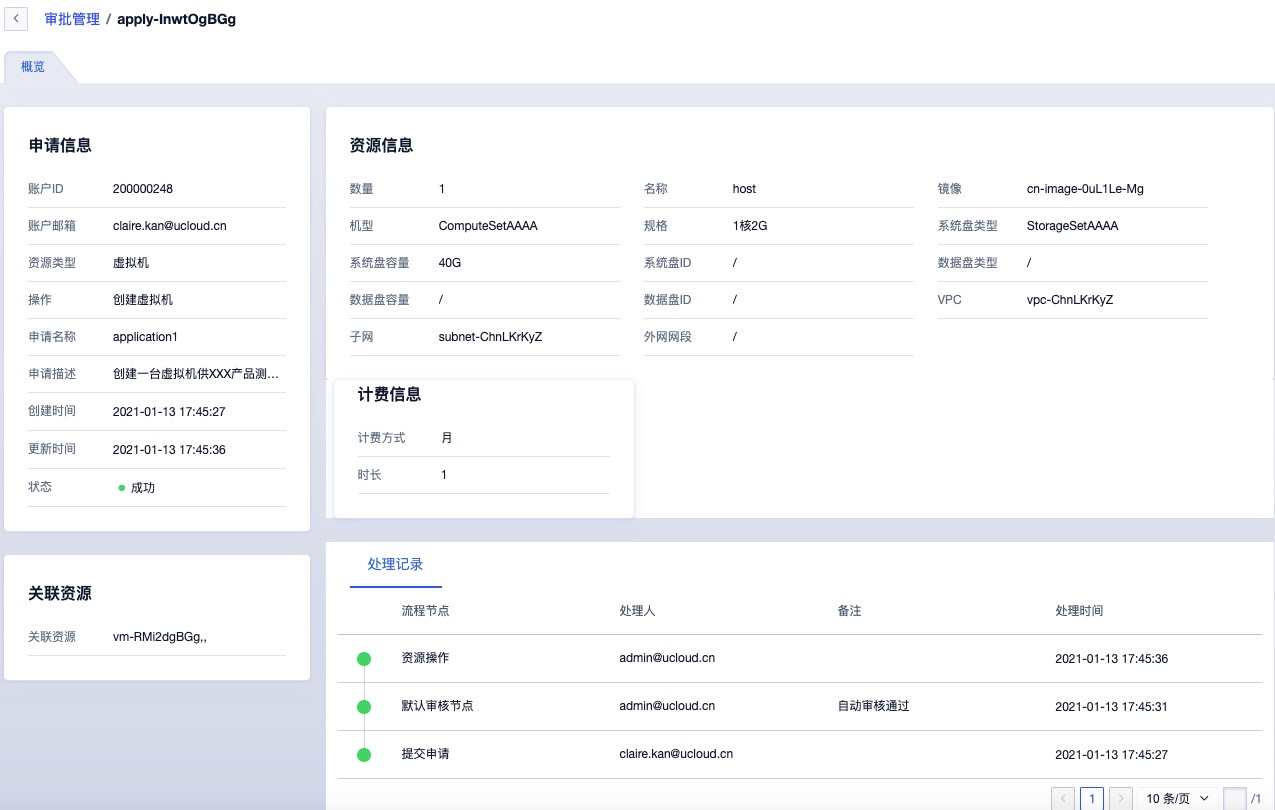 审批管理 / apply-InwtOgBGg
概览
申请信息
账户ID 200000248
账户邮箱 claire.kan@ucloud.cn
资源类型 虚拟机
操作 创建虚拟机
申请名称 application1
申请描述 创建一台虚拟机供XXX产品测...
创建时间 2021-01-13 17:45:27
更新时间 2021-01-13 17:45:36
状态 成功
关联资源
关联资源 vm-RMi2dgBGg,,
资源信息
数量 1 名称 host 镜像 cn-image-0uL1Le-Mg
机型 ComputeSetAAAA 规格 1核2G 系统盘类型 StorageSetAAAA
系统盘容量 40G 系统盘ID / 数据盘类型 /
数据盘容量 / 数据盘ID / VPC vpc-ChnLKrKyZ
子网 subnet-ChnLKrKyZ 外网网段 /
计费信息
计费方式 月
时长 1
处理记录
流程节点 处理人 备注 处理时间
资源操作 admin@ucloud.cn 2021-01-13 17:45:36
默认审核节点 admin@ucloud.cn 自动审核通过 2021-01-13 17:45:31
提交申请 claire.kan@ucloud.cn 2021-01-13 17:45:27
1 10 条/页 /1